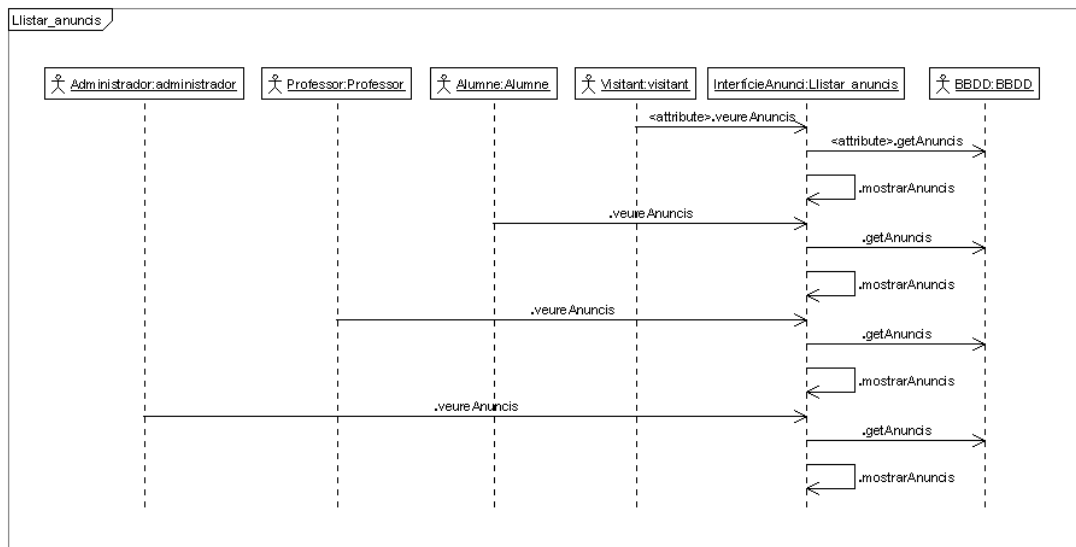 Llistar_anuncis
Administrador:administrador
Professor:Professor
Alumne:Alumne
Visitant:visitant
InterfícieAnunci:Llistar_anuncis
BBDD:BBDD
<attribute>.veureAnuncis
<attribute>.getAnuncis
.mostrarAnuncis
.veureAnuncis
.getAnuncis
.mostrarAnuncis
.veureAnuncis
.getAnuncis
.mostrarAnuncis
.veureAnuncis
.getAnuncis
.mostrarAnuncis